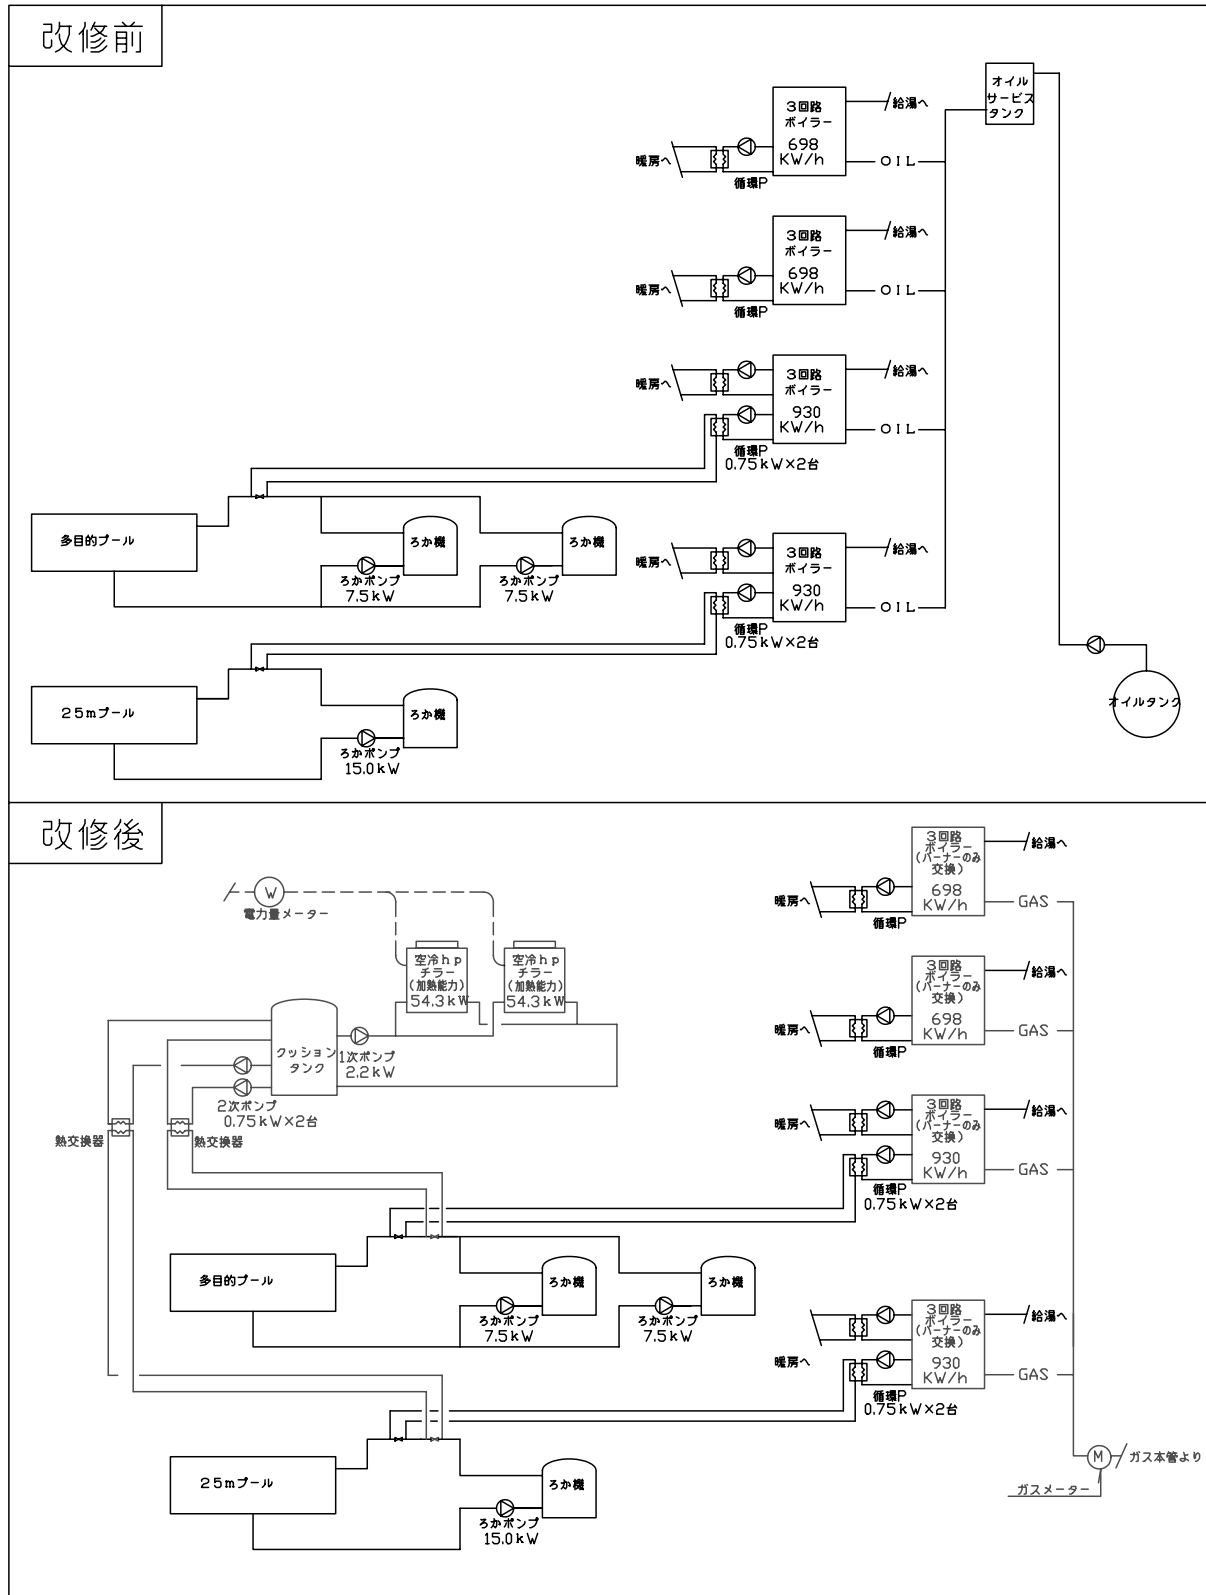 改修前
オイル
サービス
タンク
3回路
ボイラー
698
KW/h
給湯へ
OIL
暖房へ
循環P
3回路
ボイラー
698
KW/h
給湯へ
OIL
暖房へ
循環P
3回路
ボイラー
930
KW/h
給湯へ
OIL
暖房へ
循環P
0.75kW×2台
多目的プール
ろか機
ろかポンプ
7.5kW
ろか機
ろかポンプ
7.5kW
3回路
ボイラー
930
KW/h
給湯へ
OIL
暖房へ
循環P
0.75kW×2台
25mプール
ろか機
ろかポンプ
15.0kW
オイルタンク
改修後
W
電力量メーター
空冷hp
チラー
(加熱能力)
54.3kW
空冷hp
チラー
(加熱能力)
54.3kW
クッション
タンク
1次ポンプ
2.2kW
2次ポンプ
0.75kW×2台
熱交換器
熱交換器
3回路
ボイラー
(バーナーのみ
交換)
698
KW/h
給湯へ
GAS
暖房へ
循環P
3回路
ボイラー
(バーナーのみ
交換)
698
KW/h
給湯へ
GAS
暖房へ
循環P
3回路
ボイラー
(バーナーのみ
交換)
930
KW/h
給湯へ
GAS
暖房へ
循環P
0.75kW×2台
多目的プール
ろか機
ろかポンプ
7.5kW
ろか機
ろかポンプ
7.5kW
3回路
ボイラー
(バーナーのみ
交換)
930
KW/h
給湯へ
GAS
暖房へ
循環P
0.75kW×2台
25mプール
ろか機
ろかポンプ
15.0kW
M
ガス本管より
ガスメーター